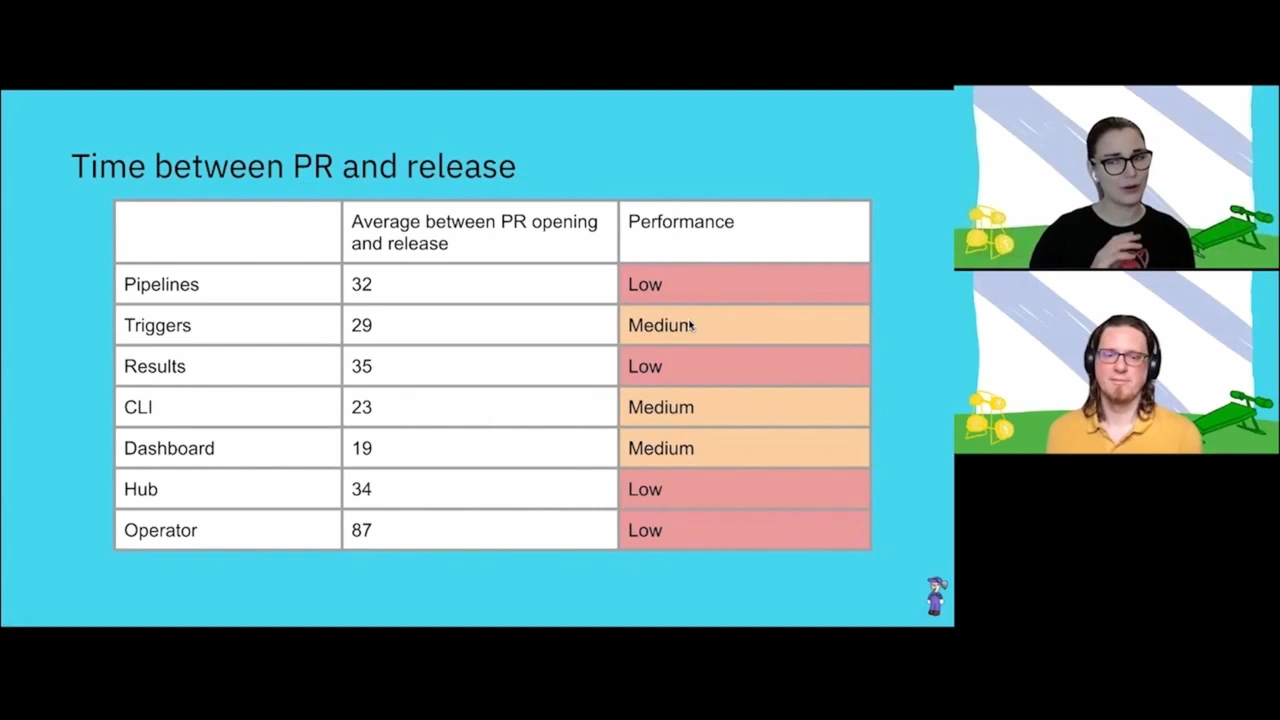 Time between PR and release
Average between PR opening
and release
Performance
Pipelines
32
Low
Triggers
29
Medium
Results
35
Low
CLI
23
Medium
Dashboard
19
Medium
Hub
34
Low
Operator
87
Low